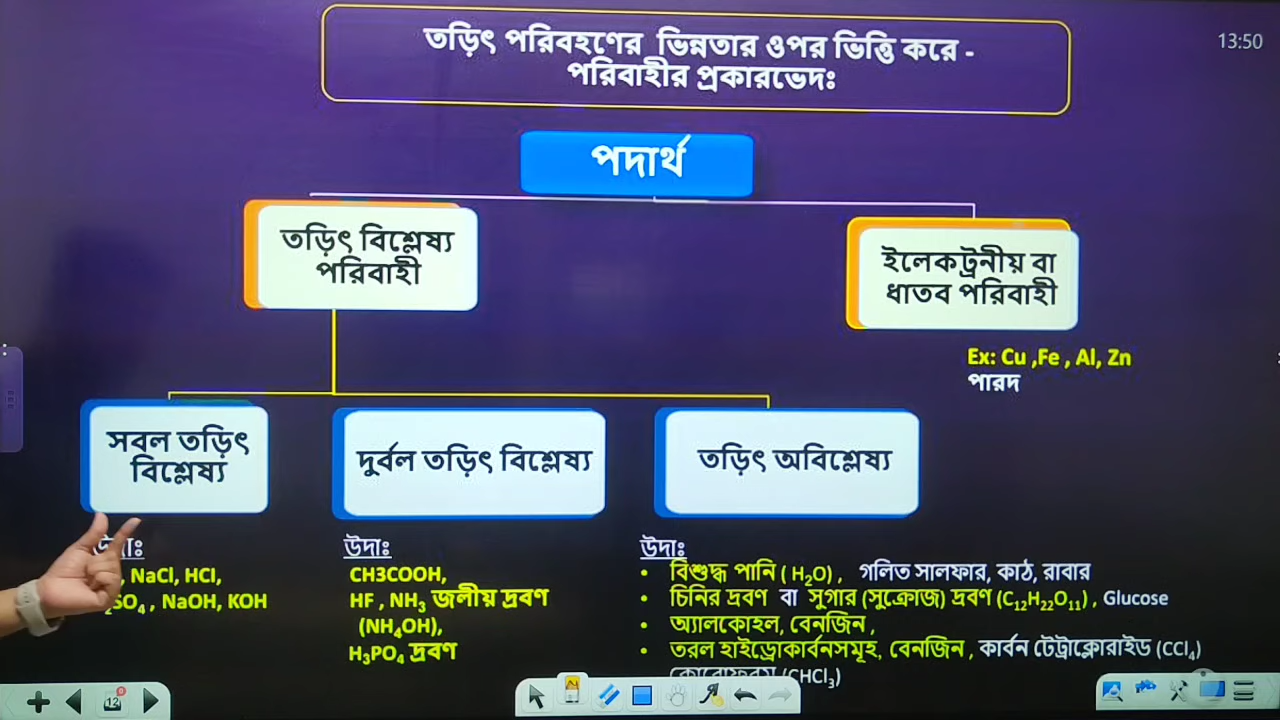 তড়িৎ পরিবহণের ভিন্নতার ওপর ভিত্তি করে -
পরিবাহীর প্রকারভেদঃ
13:50
পদার্থ
তড়িৎ বিশ্লেষ্য
পরিবাহী
ইলেকট্রনীয় বা
ধাতব পরিবাহী
Ex: Cu ,Fe , Al, Zn
পারদ
সবল তড়িৎ
বিশ্লেষ্য
দুর্বল তড়িৎ বিশ্লেষ্য
তড়িৎ অবিশ্লেষ্য
NaCl, HCl,
SO₄ , NaOH, KOH
উদাঃ
CH3COOH,
HF , NH₃ জলীয় দ্রবণ
(NH₄OH),
H₃PO₄ দ্রবণ
উদাঃ
• বিশুদ্ধ পানি ( H₂O) , গলিত সালফার, কাঠ, রাবার
• চিনির দ্রবণ বা সুগার (সুক্রোজ) দ্রবণ (C₁₂H₂₂O₁₁) , Glucose
• অ্যালকোহল, বেনজিন ,
• তরল হাইড্রোকার্বনসমূহ, বেনজিন , কার্বন টেট্রাক্লোরাইড (CCl₄)
(CHCl₃)
12